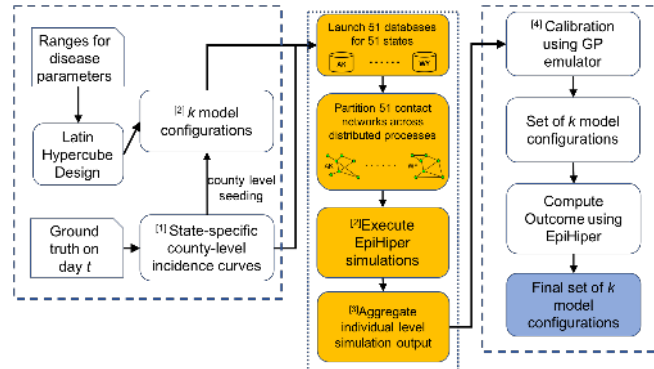 Ranges for
disease
parameters
Latin
Hypercube
Design
[2] k model
configurations
county level
seeding
Ground
truth on
day t
[1] State-specific
county-level
incidence curves
Launch 51 databases
for 51 states
AK
WY
Partition 51 contact
networks across
distributed processes
AK
WY
[2]Execute
EpiHiper
simulations
[3]Aggregate
individual level
simulation output
[4] Calibration
using GP
emulator
Set of k model
configurations
Compute
Outcome using
EpiHiper
Final set of k
model
configurations